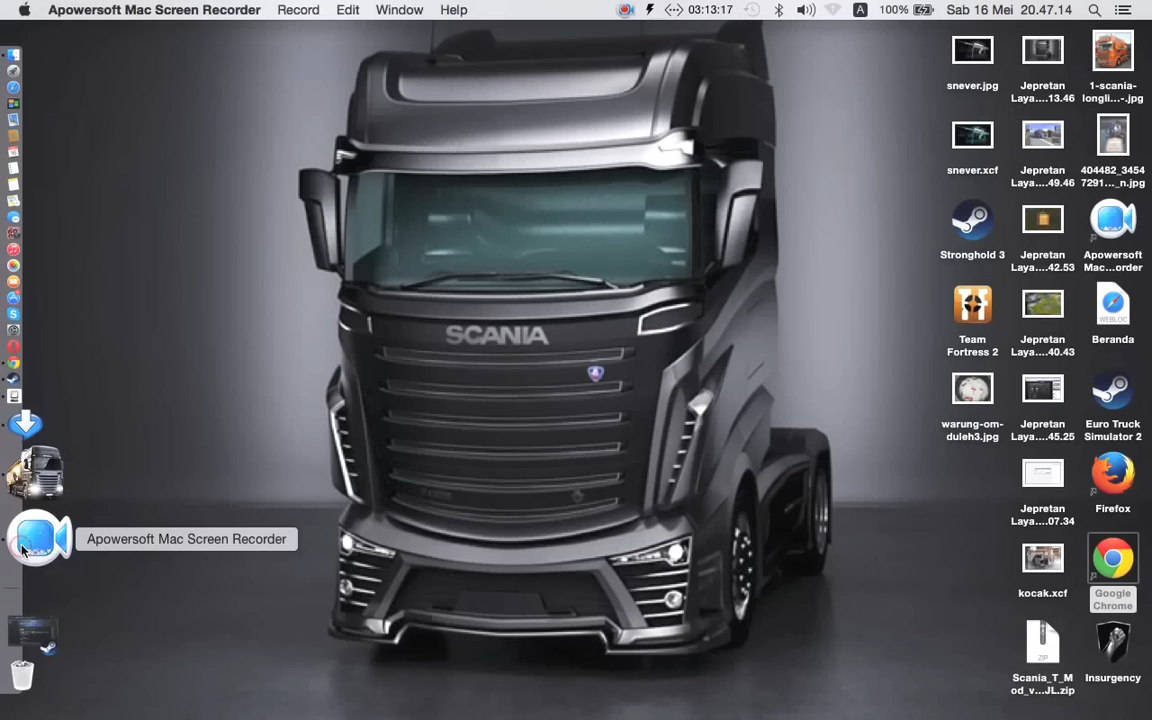 Apowersoft Mac Screen Recorder Record Edit Window Help 03:13:17 A 100% Sab 16 Mei 20.47.14
snever.jpg
Jepretan
Laya....13.46
1-scania-
longli...-.jpg
snever.xcf
Jepretan
Laya....49.46
404482_3454
7291..._n.jpg
Stronghold 3
Jepretan
Laya....42.53
Apowersoft
Mac...order
Team
Fortress 2
Jepretan
Laya....40.43
WEBLOC
Beranda
warung-om-
duleh3.jpg
Jepretan
Laya....45.25
Euro Truck
Simulator 2
Jepretan
Laya....07.34
Firefox
kocak.xcf
Google
Chrome
ZIP
Scania_T_M
od_v...JL.zip
Insurgency
SCANIA
Apowersoft Mac Screen Recorder